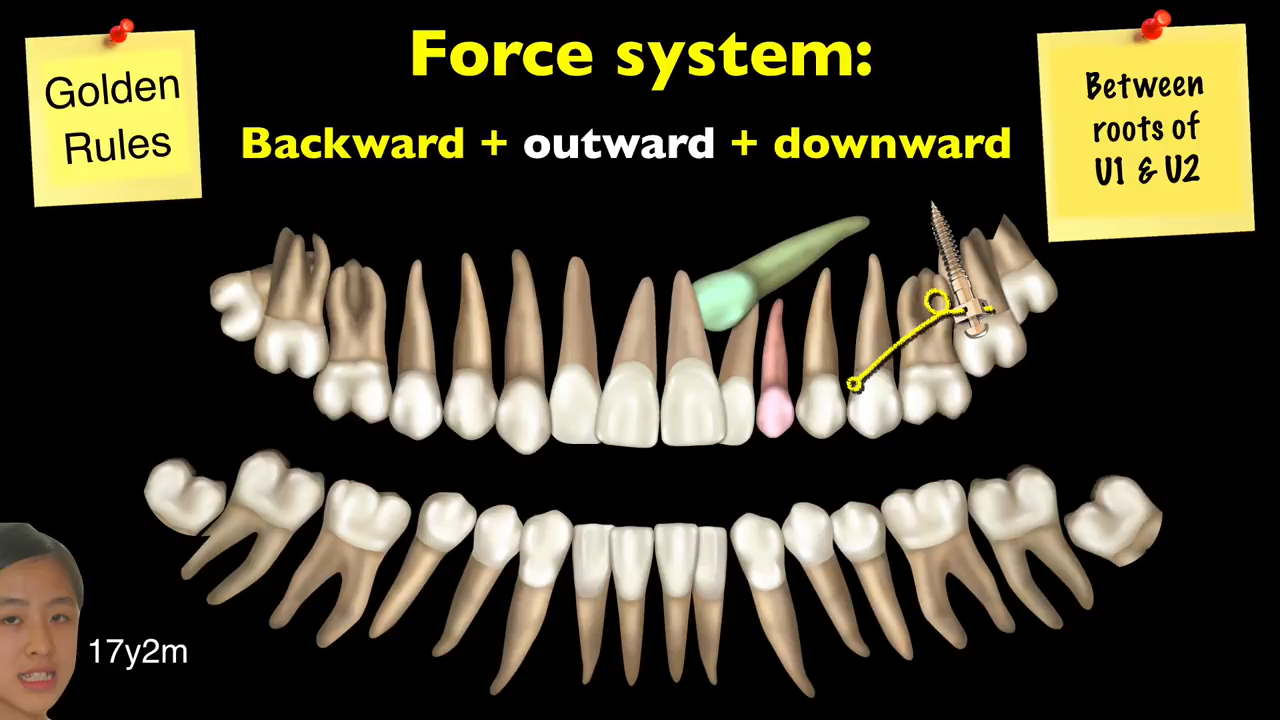 Golden
Rules
Force system:
Backward + outward + downward
Between
roots of
U1 & U2
17y2m